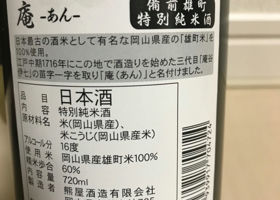 庵 -あん-
備前雄町
特別純米酒
日本最古の酒米として有名な岡山県産の「雄町米」を
100%使用。
江戸中期1716年にこの地で酒造りを始めた三代目「庵谷
伊七」の苗字一字を取り「庵(あん)」と名付けました。
日本酒
品目 特別純米酒
原材料名 米(岡山県産)、
米こうじ(岡山県産米)
アルコール分 16度
使用米 岡山県産雄町米100%
精米歩合 60%
内容量 720ml
製造者 熊屋酒造有限会社